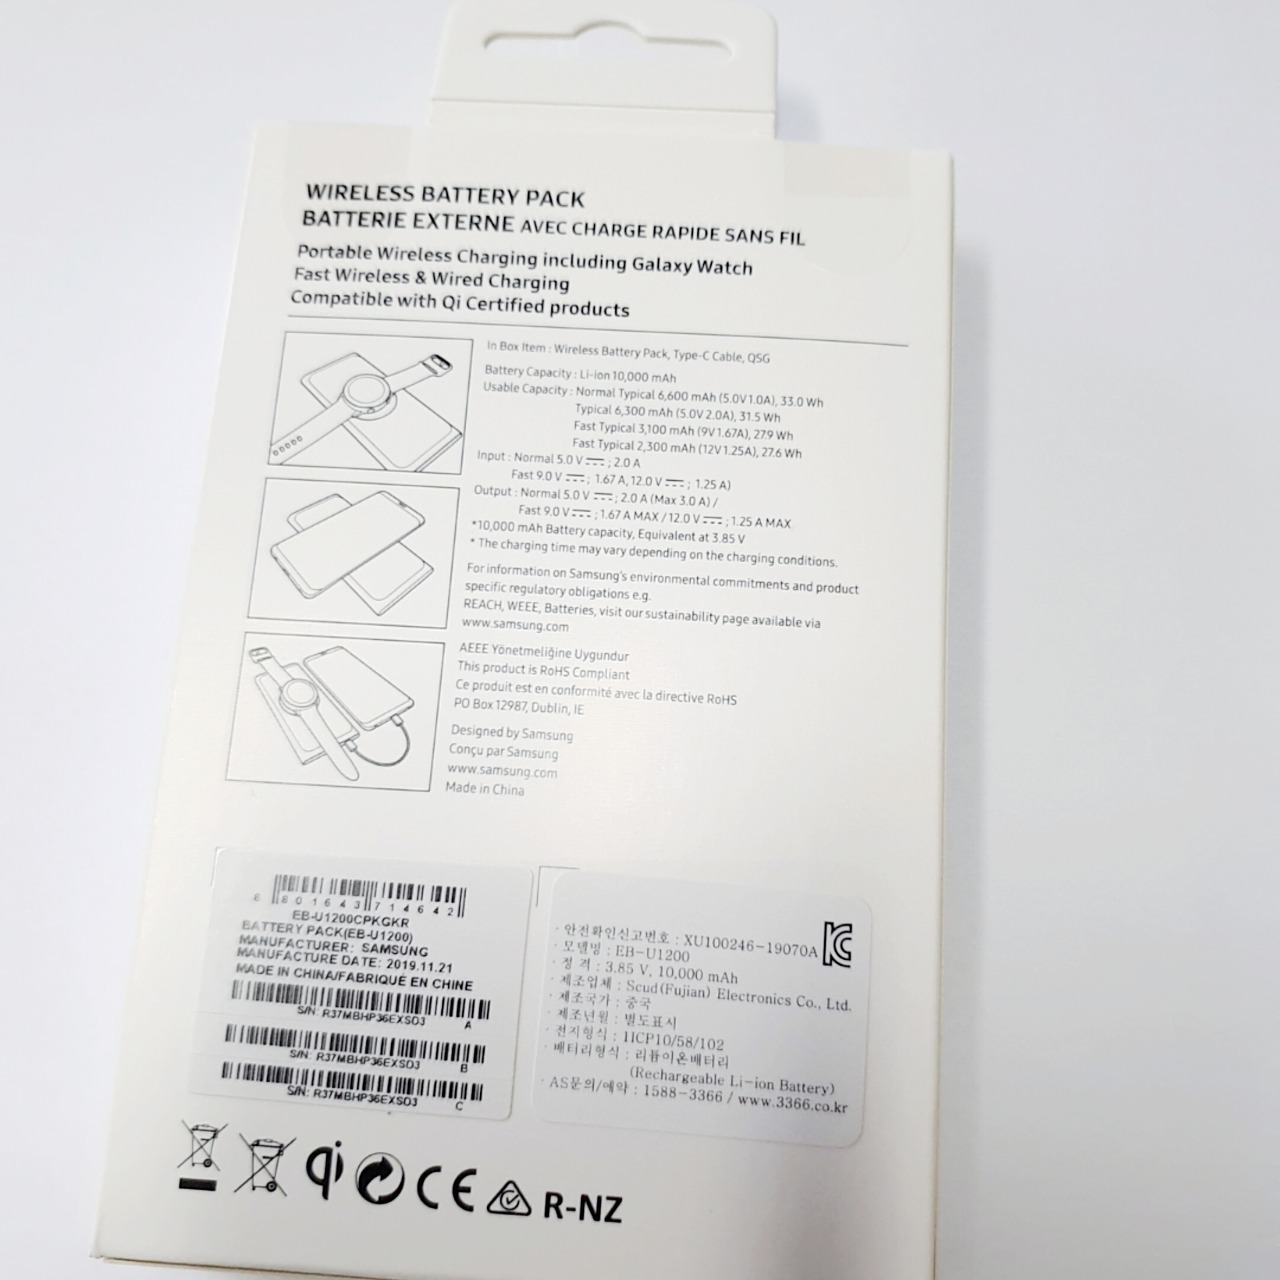 WIRELESS BATTERY PACK
BATTERIE EXTERNE AVEC CHARGE RAPIDE SANS FIL
Portable Wireless Charging including Galaxy Watch
Fast Wireless & Wired Charging
Compatible with Qi Certified products
In Box Item : Wireless Battery Pack, Type-C Cable, QSG
Battery Capacity : Li-ion 10,000 mAh
Usable Capacity : Normal Typical 6,600 mAh (5.0V 1.0A), 33.0 Wh
Typical 6,300 mAh (5.0V 2.0A), 31.5 Wh
Fast Typical 3,100 mAh (9V 1.67A), 27.9 Wh
Fast Typical 2,300 mAh (12V 1.25A), 27.6 Wh
Input : Normal 5.0 V ⎓ ; 2.0 A
Fast 9.0 V ⎓ ; 1.67 A, 12.0 V ⎓ ; 1.25 A)
Output : Normal 5.0 V ⎓ ; 2.0 A (Max 3.0 A) /
Fast 9.0 V ⎓ ; 1.67 A MAX / 12.0 V ⎓ ; 1.25 A MAX
*10,000 mAh Battery capacity, Equivalent at 3.85 V
* The charging time may vary depending on the charging conditions.
For information on Samsung's environmental commitments and product
specific regulatory obligations e.g.
REACH, WEEE, Batteries, visit our sustainability page available via
www.samsung.com
AEEE Yönetmeliğine Uygundur
This product is RoHS Compliant
Ce produit est en conformité avec la directive RoHS
PO Box 12987, Dublin, IE
Designed by Samsung
Conçu par Samsung
www.samsung.com
Made in China
8 801643 714642
EB-U1200CPKGKR
BATTERY PACK(EB-U1200)
MANUFACTURER: SAMSUNG
MANUFACTURE DATE: 2019.11.21
MADE IN CHINA/FABRIQUÉ EN CHINE
S/N: R37MBHP36EXSO3 A
S/N: R37MBHP36EXSO3 B
S/N: R37MBHP36EXSO3 C
· 안전확인신고번호 : XU100246-19070A
· 모델명 : EB-U1200
· 정 격 : 3.85 V, 10,000 mAh
· 제조업체 : Scud(Fujian) Electronics Co., Ltd.
· 제조국가 : 중국
· 제조년월 : 별도표시
· 전지형식 : 1ICP10/58/102
· 배터리형식 : 리튬이온배터리
(Rechargeable Li-ion Battery)
· AS문의/예약 : 1588-3366 / www.3366.co.kr
qi CE R-NZ